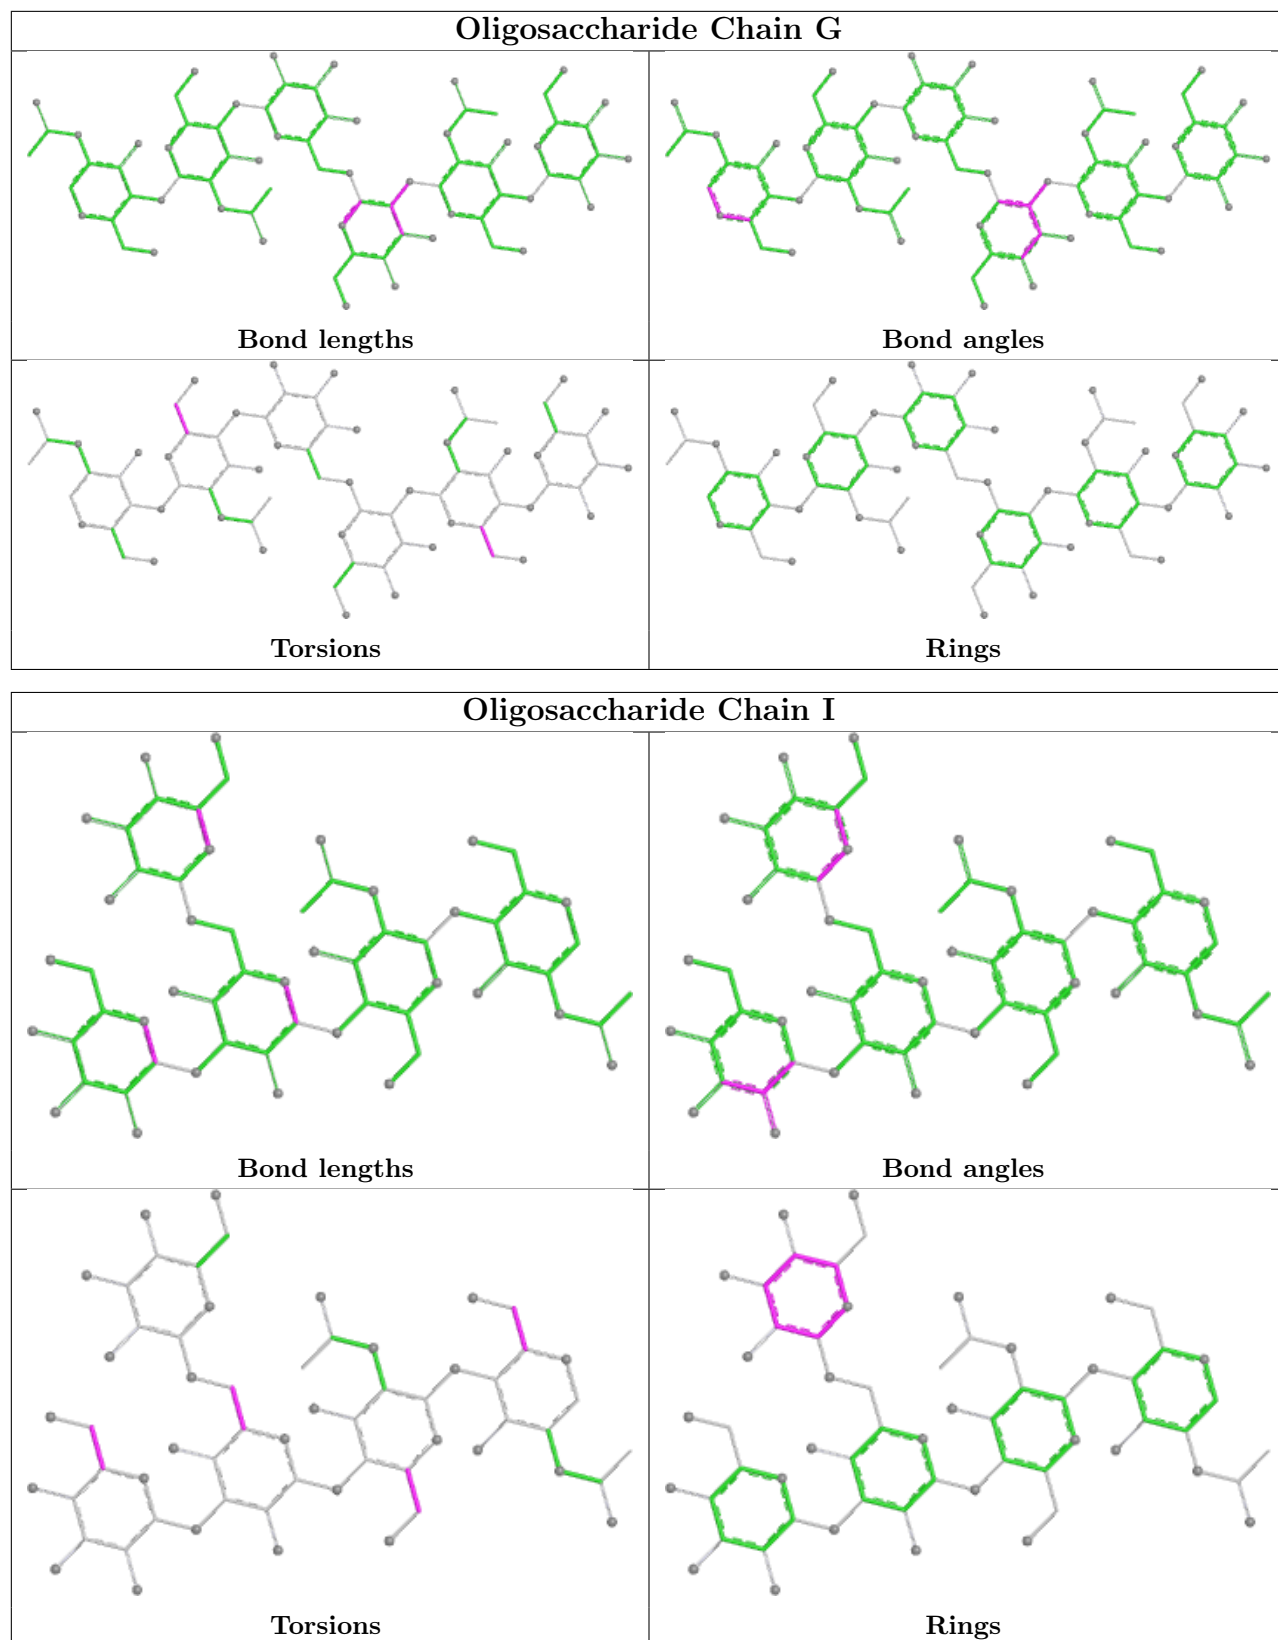 Oligosaccharide Chain G
Bond lengths
Bond angles
Torsions
Rings
Oligosaccharide Chain I
Bond lengths
Bond angles
Torsions
Rings